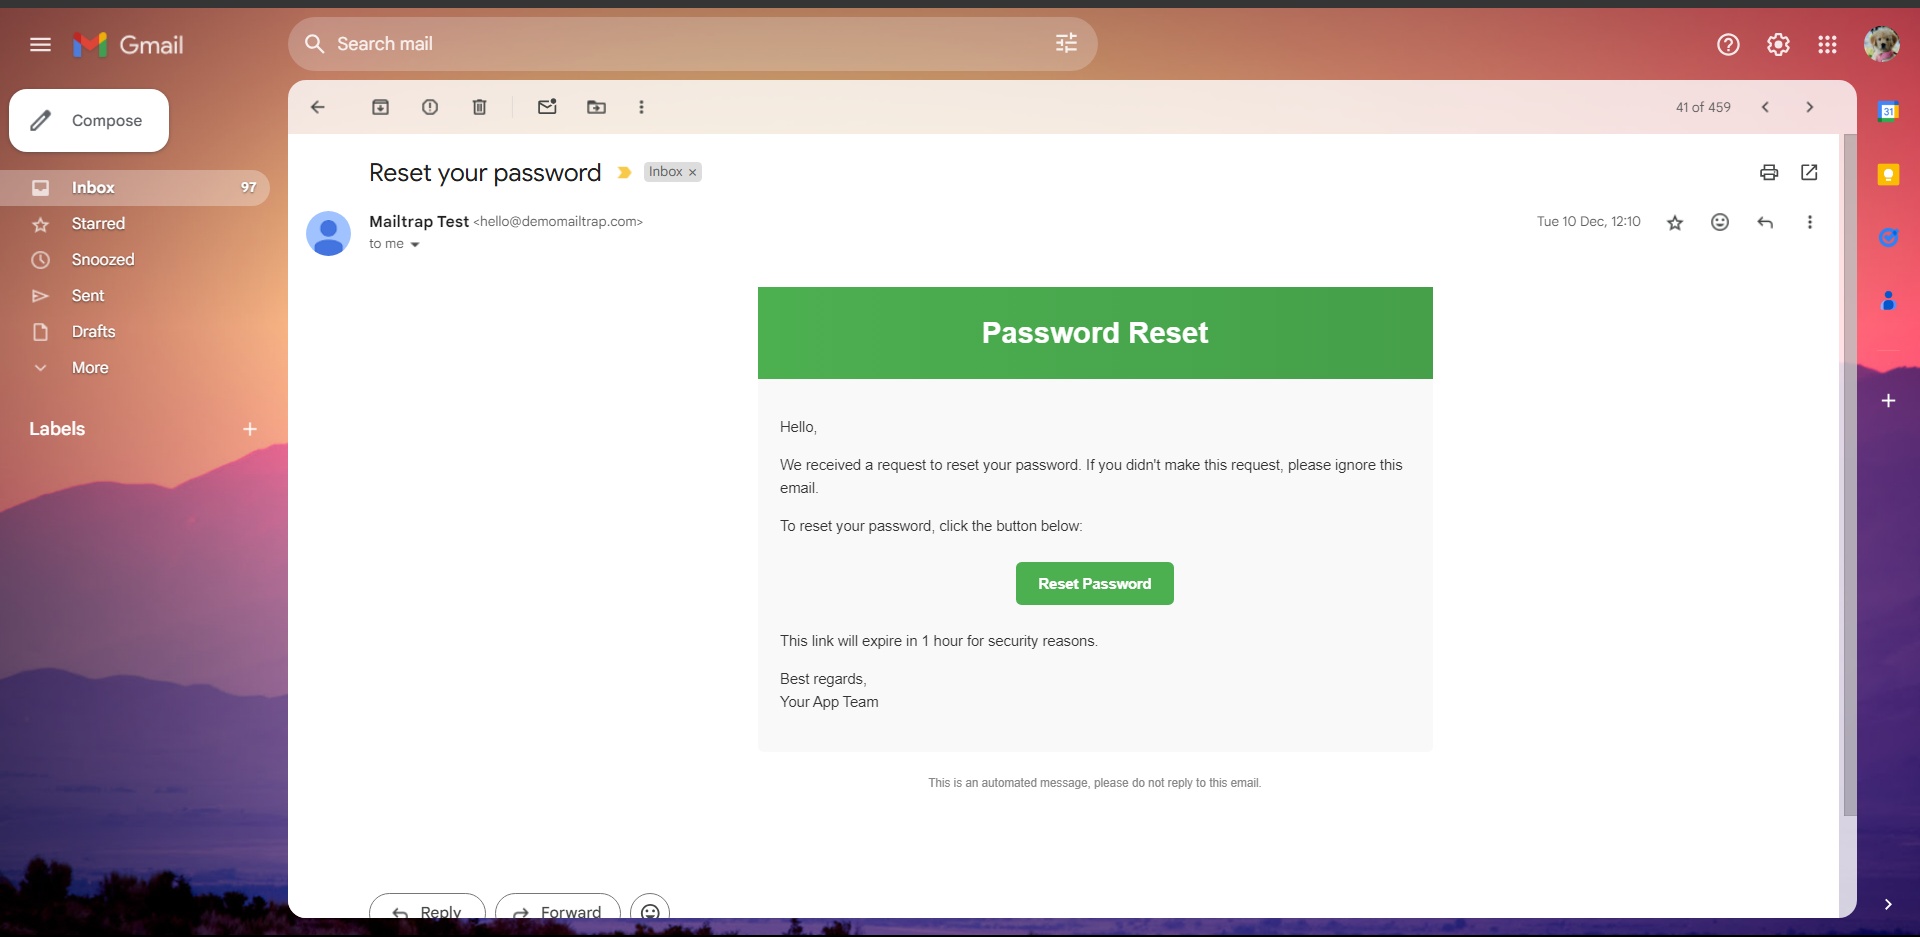 Gmail
Search mail
Compose
Inbox 97
Starred
Snoozed
Sent
Drafts
More
Labels
41 of 459
31
Reset your password Inbox ×
Mailtrap Test <hello@demomailtrap.com>
Tue 10 Dec, 12:10
to me
Password Reset
Hello,
We received a request to reset your password. If you didn't make this request, please ignore this
email.
To reset your password, click the button below:
Reset Password
This link will expire in 1 hour for security reasons.
Best regards,
Your App Team
This is an automated message, please do not reply to this email.
Reply
Forward